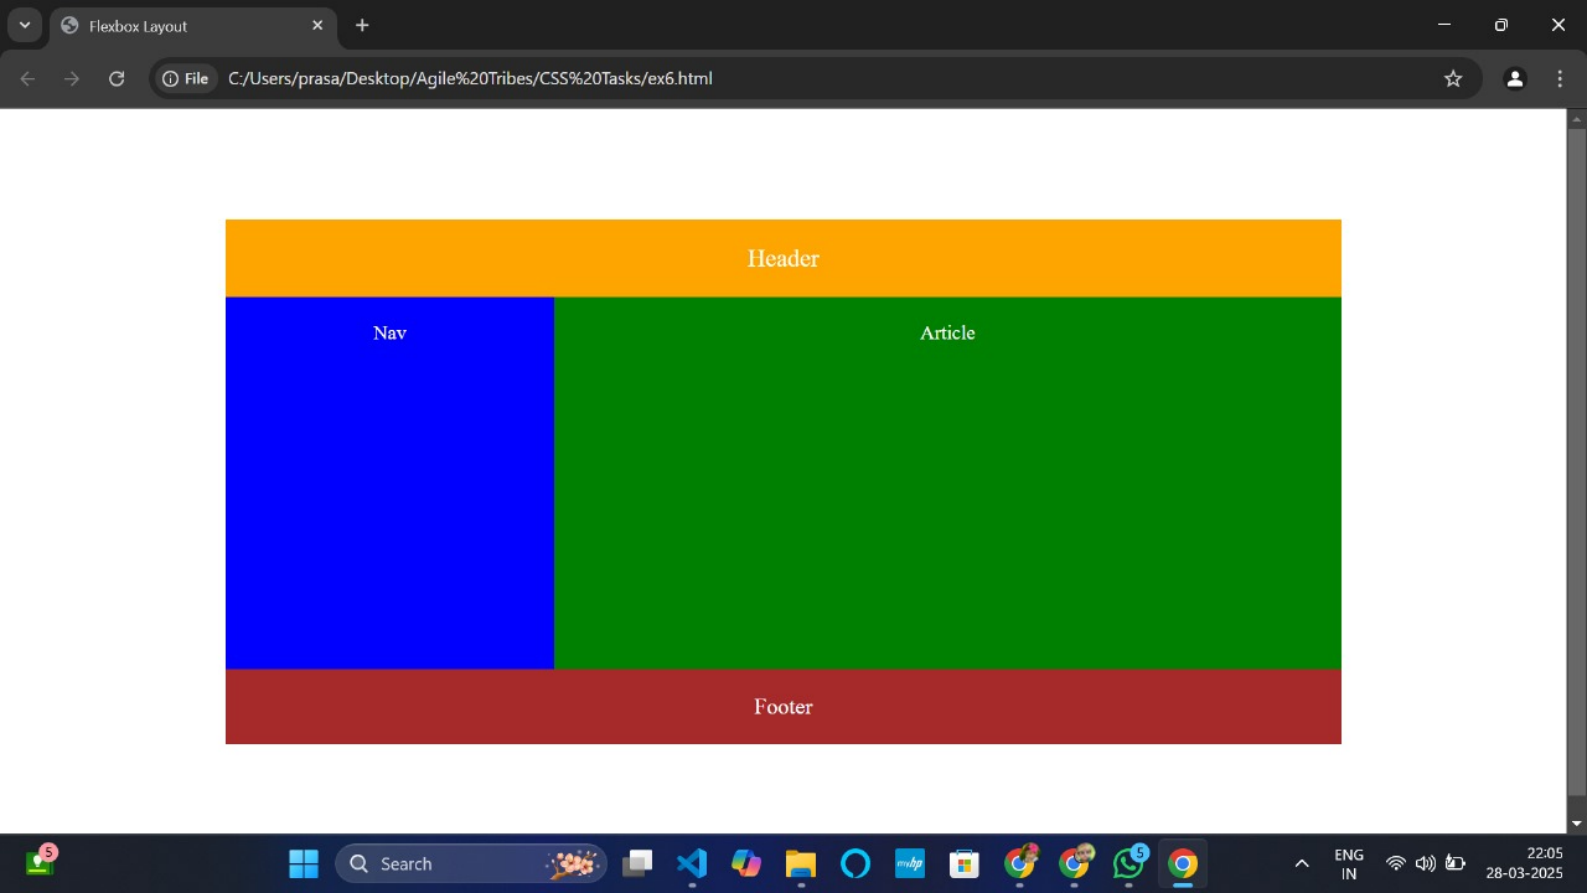 Flexbox Layout
File
C:/Users/prasa/Desktop/Agile%20Tribes/CSS%20Tasks/ex6.html
Header
Nav
Article
Footer
5
Search
myhp
5
ENG
IN
22:05
28-03-2025